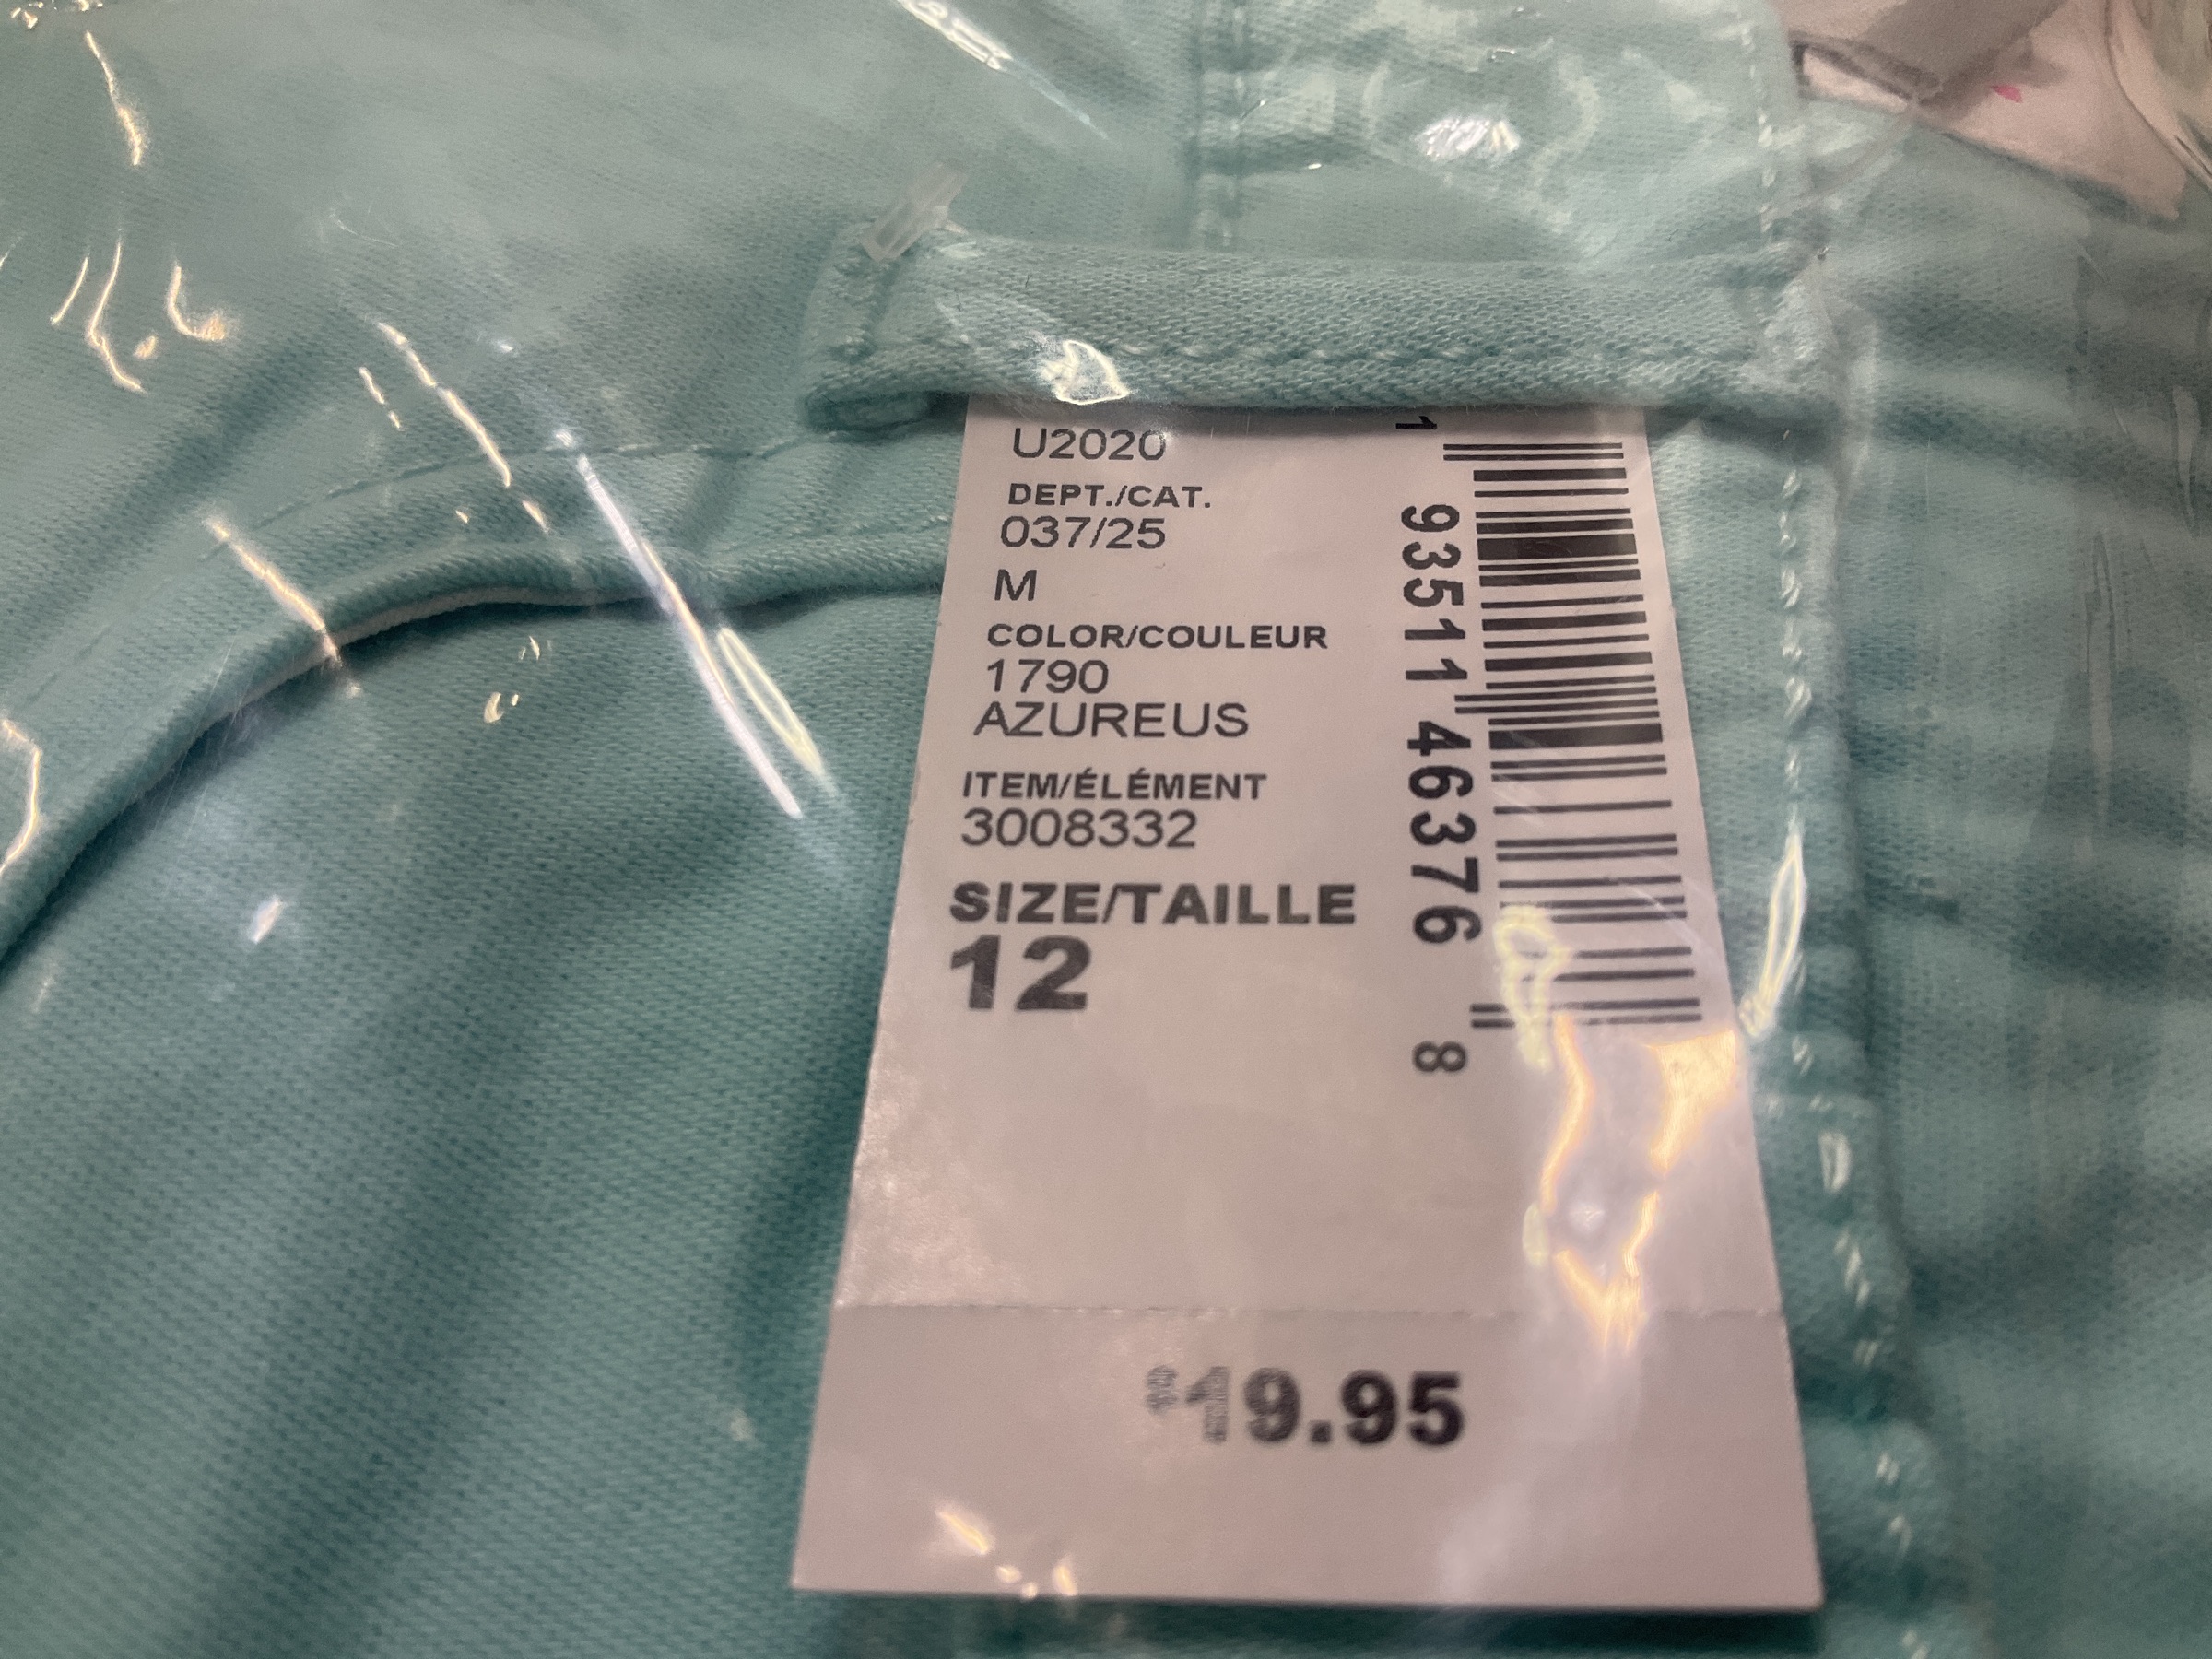 U2020
DEPT./CAT.
037/25
M
COLOR/COULEUR
1790
AZUREUS
ITEM/ÉLÉMENT
3008332
SIZE/TAILLE
12
1 93511 46376 8
$19.95